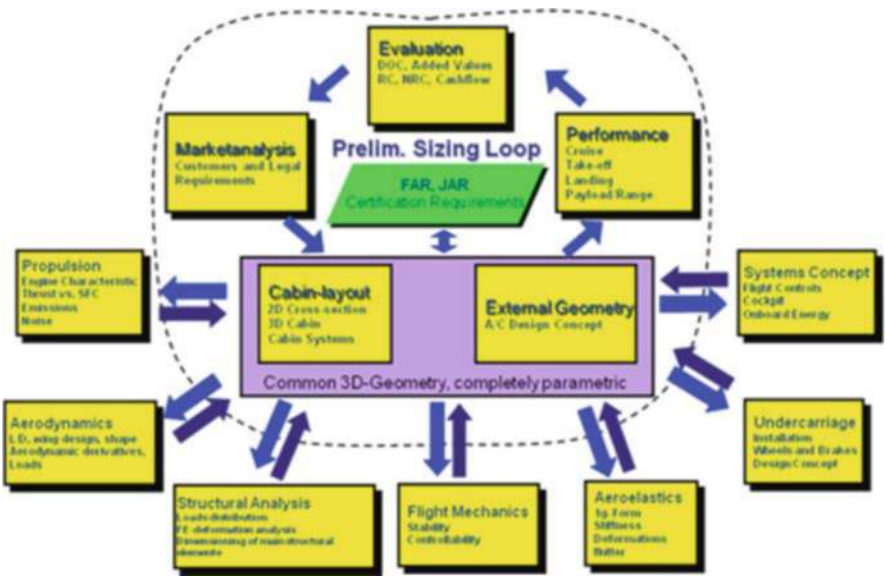 Evaluation
DOC, Added Values
RC, NRC, Cashflow
Marketanalysis
Customers and Legal
Requirements
Prelim. Sizing Loop
FAR, JAR
Certification Requirements
Performance
Cruise
Take-off
Landing
Payload/Range
Propulsion
Engine Characteristic
Thrust vs. SFC
Emissions
Noise
Cabin-layout
2D Cross-section
3D Cabin
Cabin Systems
External Geometry
A/C Design Concept
Common 3D-Geometry, completely parametric
Systems Concept
Flight Controls
Cockpit
Onboard Energy
Aerodynamics
L/D, wing design, shape
Aerodynamic derivatives,
Loads
Undercarriage
Installation
Wheels and Brakes
Design Concept
Structural Analysis
Loads distribution
FE-deformation analysis
Dimensioning of main structural
elements
Flight Mechanics
Stability
Controllability
Aeroelastics
1g. Form
Stiffness
Deformations
flutter